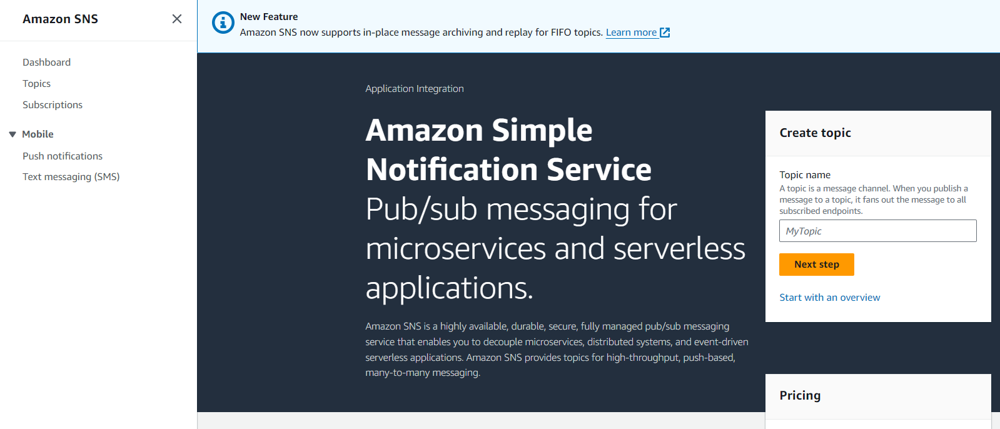 Amazon SNS
Dashboard
Topics
Subscriptions
Mobile
Push notifications
Text messaging (SMS)
New Feature
Amazon SNS now supports in-place message archiving and replay for FIFO topics. Learn more
Application Integration
Amazon Simple
Notification Service
Pub/sub messaging for
microservices and serverless
applications.
Amazon SNS is a highly available, durable, secure, fully managed pub/sub messaging
service that enables you to decouple microservices, distributed systems, and event-driven
serverless applications. Amazon SNS provides topics for high-throughput, push-based,
many-to-many messaging.
Create topic
Topic name
A topic is a message channel. When you publish a
message to a topic, it fans out the message to all
subscribed endpoints.
MyTopic
Next step
Start with an overview
Pricing